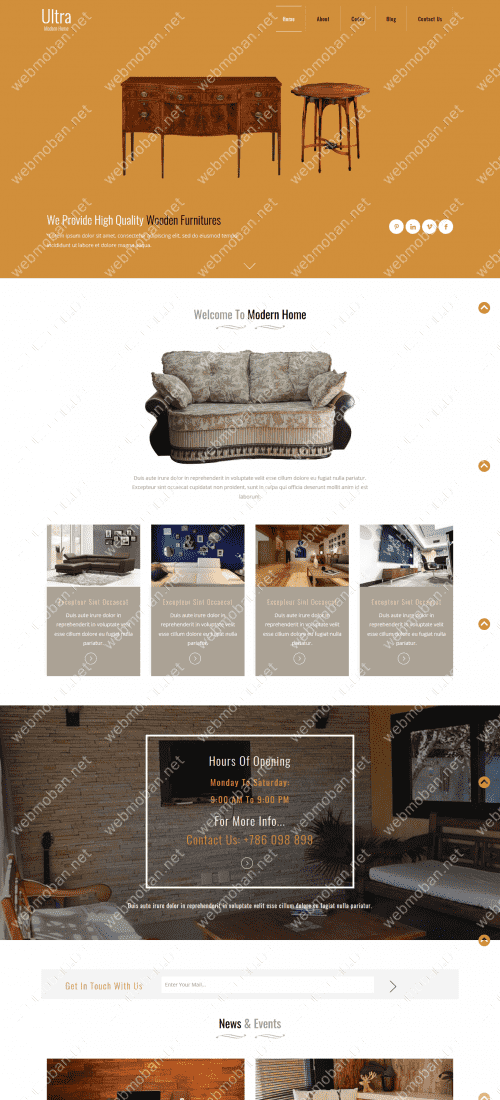 Ultra
Modern Home
Home About Blog Contact Us
We Provide High Quality Wooden Furnitures
ipsum dolor sit amet, consectetur adipiscing elit, sed do eiusmod tempor
incididunt ut labore et dolore magna aliqua.
Welcome To Modern Home
Duis aute irure dolor in reprehenderit in voluptate velit esse cillum dolore eu fugiat nulla pariatur.
Excepteur sint occaecat cupidatat non proident, sunt in culpa qui officia deserunt mollit anim id est
laborum.
Excepteur Sint Occaecat
Duis aute irure dolor in
reprehenderit in voluptate velit
esse cillum dolore eu fugiat nulla
pariatur.
Excepteur Sint Occaecat
Duis aute irure dolor in
reprehenderit in voluptate velit
esse cillum dolore eu fugiat nulla
pariatur.
Excepteur Sint Occaecat
Duis aute irure dolor in
reprehenderit in voluptate velit
esse cillum dolore eu fugiat nulla
pariatur.
Excepteur Sint Occaecat
Duis aute irure dolor in
reprehenderit in voluptate velit
esse cillum dolore eu fugiat nulla
pariatur.
Hours Of Opening
Monday To Saturday:
9:00 AM To 9:00 PM
For More Info...
Contact Us: +786 098 899
Duis aute irure dolor in reprehenderit in voluptate velit esse cillum dolore eu fugiat nulla pariatur.
Get In Touch With Us
Enter Your Mail...
News & Events
webmoban.net